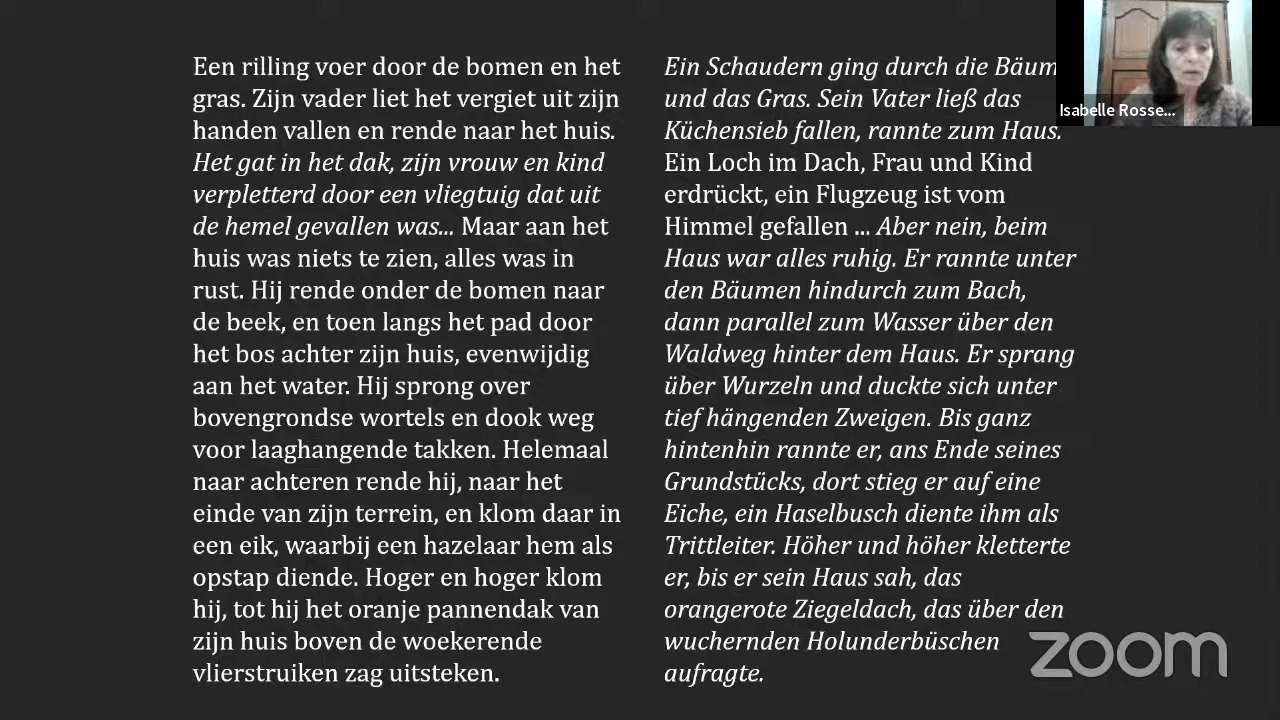 Een rilling voer door de bomen en het
gras. Zijn vader liet het vergiet uit zijn
handen vallen en rende naar het huis.
Het gat in het dak, zijn vrouw en kind
verpletterd door een vliegtuig dat uit
de hemel gevallen was... Maar aan het
huis was niets te zien, alles was in
rust. Hij rende onder de bomen naar
de beek, en toen langs het pad door
het bos achter zijn huis, evenwijdig
aan het water. Hij sprong over
bovengrondse wortels en dook weg
voor laaghangende takken. Helemaal
naar achteren rende hij, naar het
einde van zijn terrein, en klom daar in
een eik, waarbij een hazelaar hem als
opstap diende. Hoger en hoger klom
hij, tot hij het oranje pannendak van
zijn huis boven de woekerende
vlierstruiken zag uitsteken.
Ein Schaudern ging durch die Bäum
und das Gras. Sein Vater ließ das
Küchensieb fallen, rannte zum Haus.
Ein Loch im Dach, Frau und Kind
erdrückt, ein Flugzeug ist vom
Himmel gefallen ... Aber nein, beim
Haus war alles ruhig. Er rannte unter
den Bäumen hindurch zum Bach,
dann parallel zum Wasser über den
Waldweg hinter dem Haus. Er sprang
über Wurzeln und duckte sich unter
tief hängenden Zweigen. Bis ganz
hintenhin rannte er, ans Ende seines
Grundstücks, dort stieg er auf eine
Eiche, ein Haselbusch diente ihm als
Trittleiter. Höher und höher kletterte
er, bis er sein Haus sah, das
orangerote Ziegeldach, das über den
wuchernden Holunderbüschen
aufragte.
Isabelle Rosse...
zoom